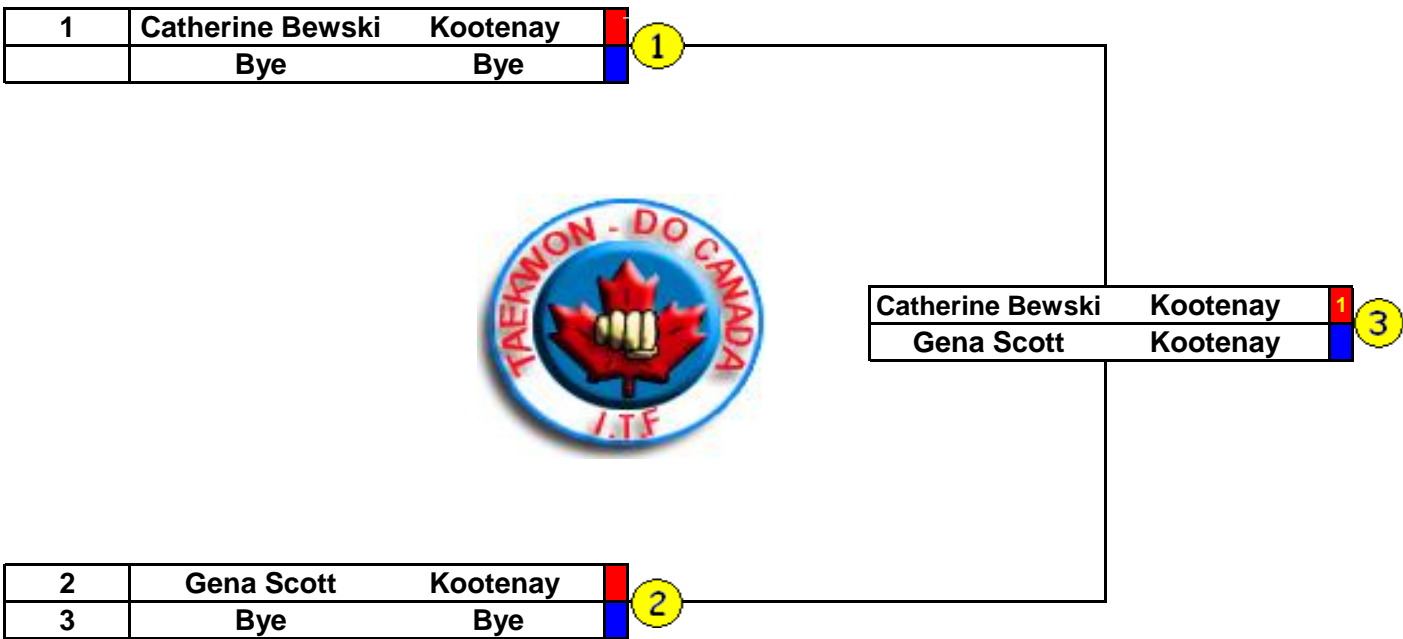 1 Catherine Bewski Kootenay
1
Bye Bye
TAEKWON - DO CANADA
I.T.F
Catherine Bewski Kootenay 1
3
Gena Scott Kootenay
2 Gena Scott Kootenay
2
3 Bye Bye